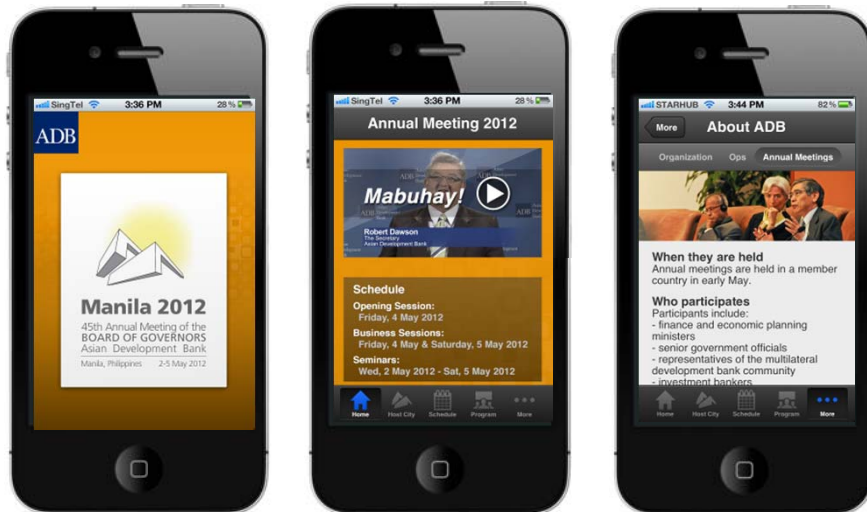 SingTel 3:36 PM 28%
ADB
Manila 2012
45th Annual Meeting of the
BOARD OF GOVERNORS
Asian Development Bank
Manila, Philippines 2-5 May 2012
SingTel 3:36 PM 28%
Annual Meeting 2012
Mabuhay!
Robert Dawson
The Secretary
Asian Development Bank
Schedule
Opening Session:
Friday, 4 May 2012
Business Sessions:
Friday, 4 May & Saturday, 5 May 2012
Seminars:
Wed, 2 May 2012 - Sat, 5 May 2012
Home Host City Schedule Program More
STARHUB 3:44 PM 82%
More About ADB
Organization Ops Annual Meetings
When they are held
Annual meetings are held in a member
country in early May.
Who participates
Participants include:
- finance and economic planning
ministers
- senior government officials
- representatives of the multilateral
development bank community
- investment bankers
Home Host City Schedule Program More